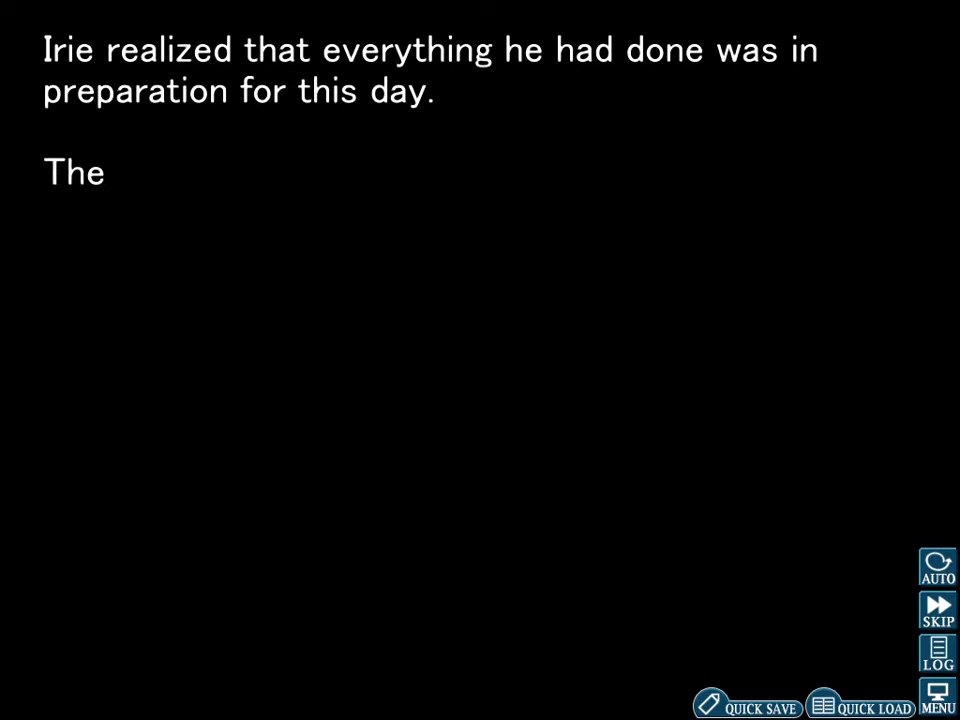 Irie realized that everything he had done was in
preparation for this day.
The
AUTO
SKIP
LOG
MENU
QUICK SAVE
QUICK LOAD